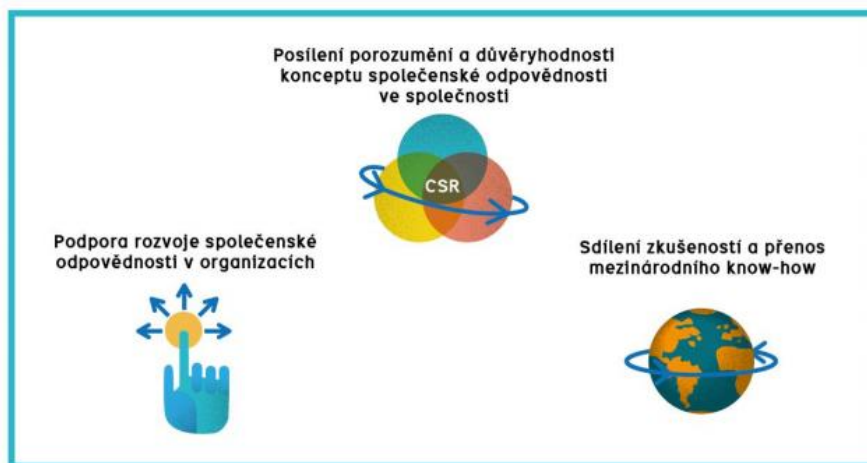 Posílení porozumění a důvěryhodnosti
konceptu společenské odpovědnosti
ve společnosti
CSR
Podpora rozvoje společenské
odpovědnosti v organizacích
Sdílení zkušeností a přenos
mezinárodního know-how